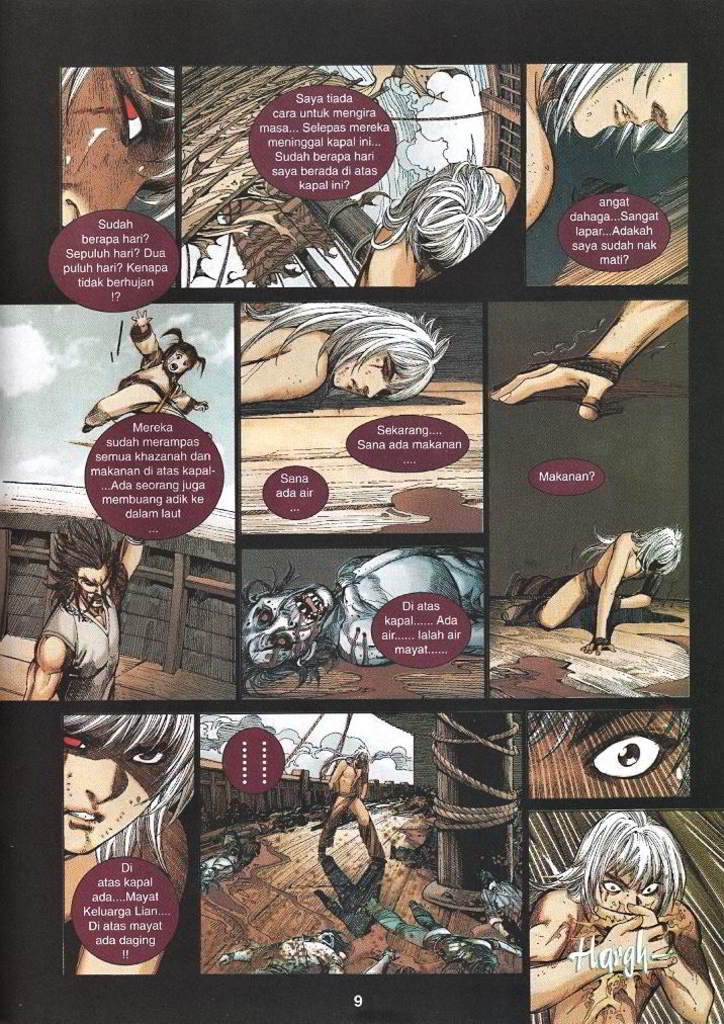 Sudah
berapa hari?
Sepuluh hari? Dua
puluh hari? Kenapa
tidak berhujan
!?
Saya tiada
cara untuk mengira
masa... Selepas mereka
meninggal kapal ini...
Sudah berapa hari
saya berada di atas
kapal ini?
angat
dahaga...Sangat
lapar...Adakah
saya sudah nak
mati?
Mereka
sudah merampas
semua khazanah dan
makanan di atas kapal-
...Ada seorang juga
membuang adik ke
dalam laut
...
Sekarang....
Sana ada makanan
....
Sana
ada air
...
Makanan?
Di atas
kapal...... Ada
air...... Ialah air
mayat......
Di
atas kapal
ada....Mayat
Keluarga Lian....
Di atas mayat
ada daging
!!
Hargh
9